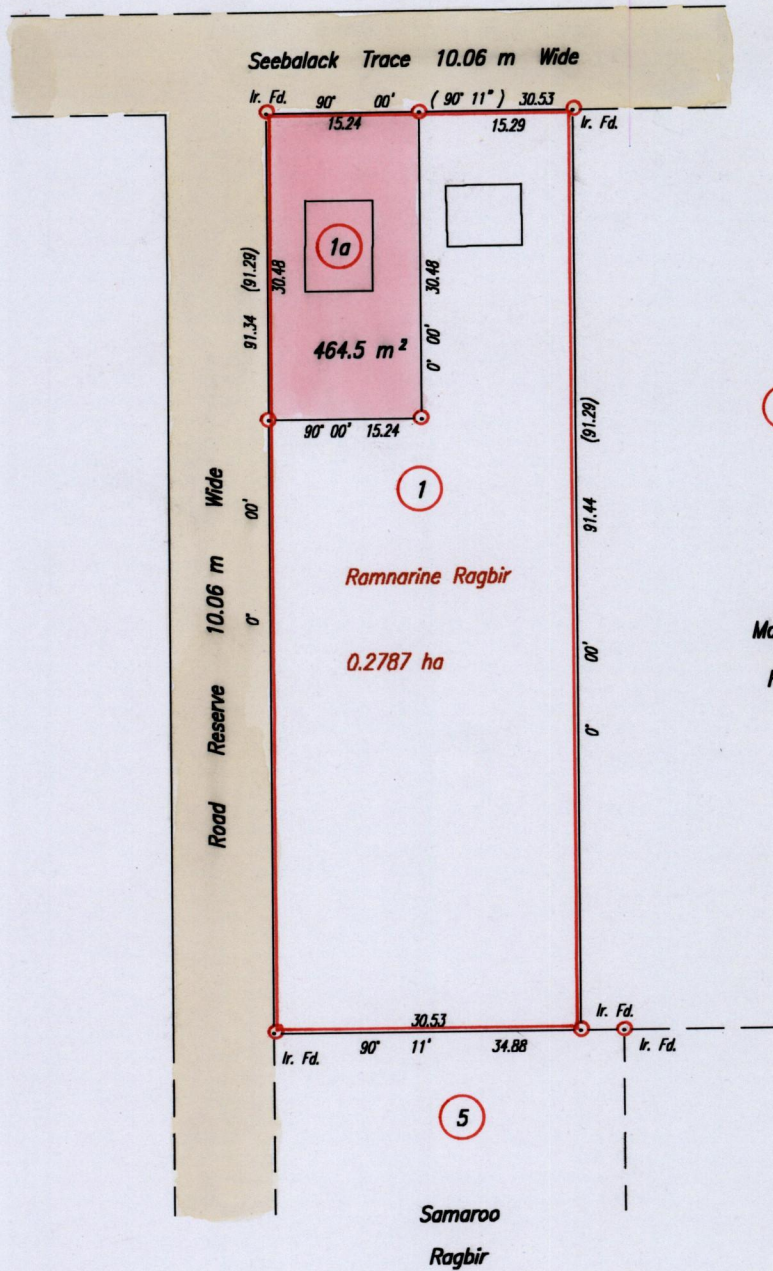 Seebalack Trace 10.06 m Wide
Ir. Fd. 90° 00' ( 90° 11" ) 30.53
15.24 15.29 Ir. Fd.
1a
91.34 (91.29)
30.48
30.48
0° 00'
464.5 m²
90° 00' 15.24
91.44 (91.29)
0° 00'
1
Road Reserve 10.06 m Wide
0° 00'
Ramnarine Ragbir
0.2787 ha
30.53 Ir. Fd.
Ir. Fd. 90° 11' 34.88 Ir. Fd.
5
Samaroo
Ragbir